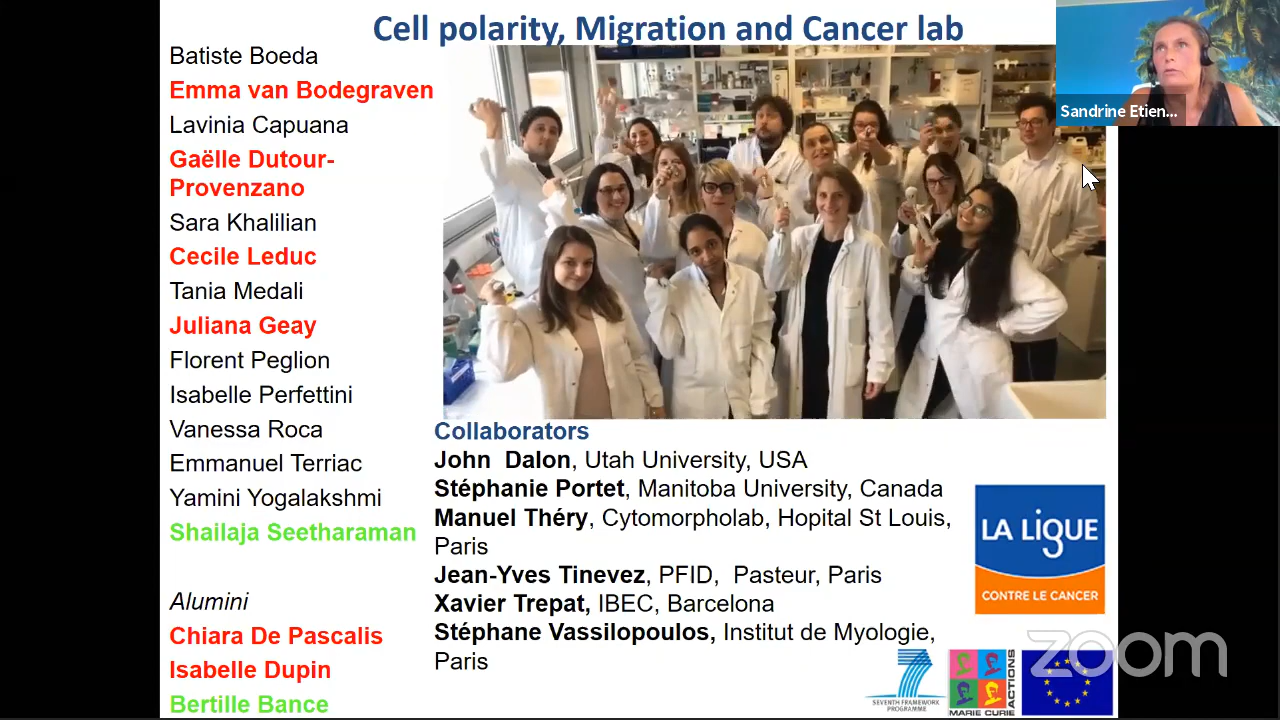 Cell polarity, Migration and Cancer lab
Batiste Boeda
Emma van Bodegraven
Lavinia Capuana
Gaëlle Dutour-
Provenzano
Sara Khalilian
Cecile Leduc
Tania Medali
Juliana Geay
Florent Peglion
Isabelle Perfettini
Vanessa Roca
Emmanuel Terriac
Yamini Yogalakshmi
Shailaja Seetharaman
Alumini
Chiara De Pascalis
Isabelle Dupin
Bertille Bance
Sandrine Etien...
Collaborators
John Dalon, Utah University, USA
Stéphanie Portet, Manitoba University, Canada
Manuel Théry, Cytomorpholab, Hopital St Louis,
Paris
Jean-Yves Tinevez, PFID, Pasteur, Paris
Xavier Trepat, IBEC, Barcelona
Stéphane Vassilopoulos, Institut de Myologie,
Paris
LA LIGUE
CONTRE LE CANCER
7
SEVENTH FRAMEWORK
PROGRAMME
MARIE CURIE
ACTIONS
zoom